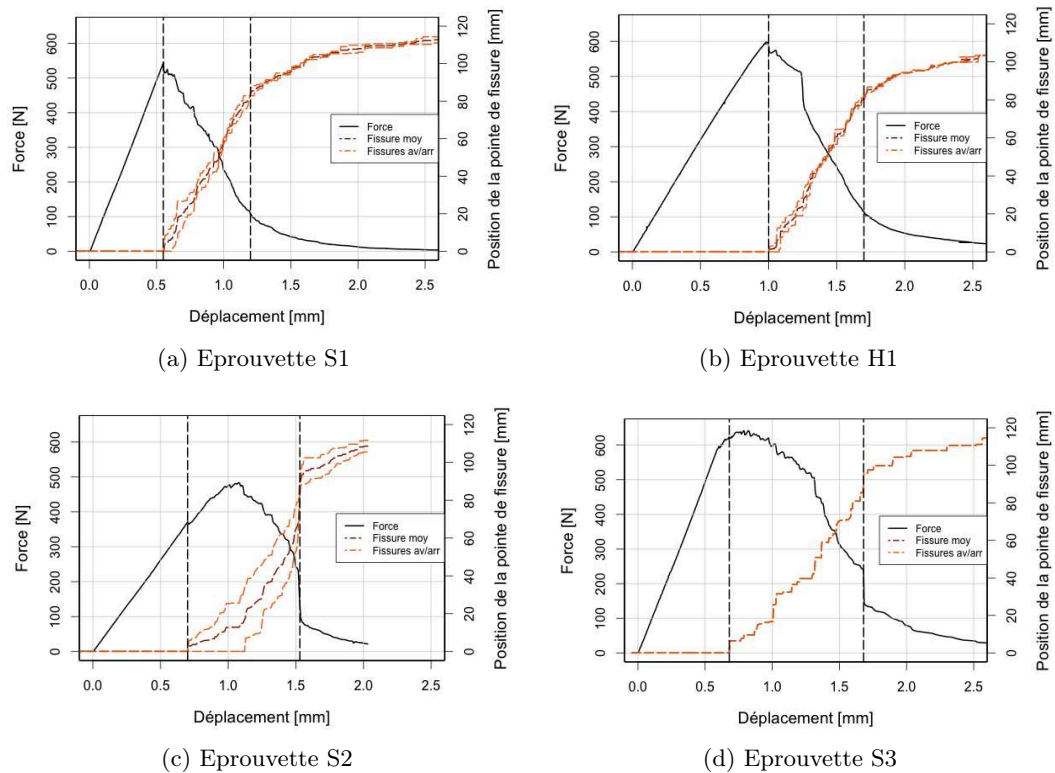 Force [N]
0 100 200 300 400 500 600
0 20 40 60 80 100 120
Position de la pointe de fissure [mm]
Force
Fissure moy
Fissures av/arr
0.0 0.5 1.0 1.5 2.0 2.5
Déplacement [mm]
(a) Eprouvette S1
Force [N]
0 100 200 300 400 500 600
0 20 40 60 80 100 120
Position de la pointe de fissure [mm]
Force
Fissure moy
Fissures av/arr
0.0 0.5 1.0 1.5 2.0 2.5
Déplacement [mm]
(b) Eprouvette H1
Force [N]
0 100 200 300 400 500 600
0 20 40 60 80 100 120
Position de la pointe de fissure [mm]
Force
Fissure moy
Fissures av/arr
0.0 0.5 1.0 1.5 2.0 2.5
Déplacement [mm]
(c) Eprouvette S2
Force [N]
0 100 200 300 400 500 600
0 20 40 60 80 100 120
Position de la pointe de fissure [mm]
Force
Fissure moy
Fissures av/arr
0.0 0.5 1.0 1.5 2.0 2.5
Déplacement [mm]
(d) Eprouvette S3